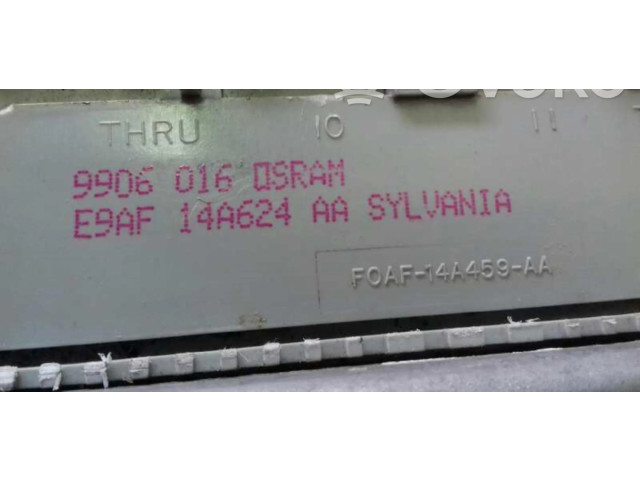 THRU 10 11
9906 016 OSRAM
E9AF 14A624 AA SYLVANIA
F0AF-14A459-AA